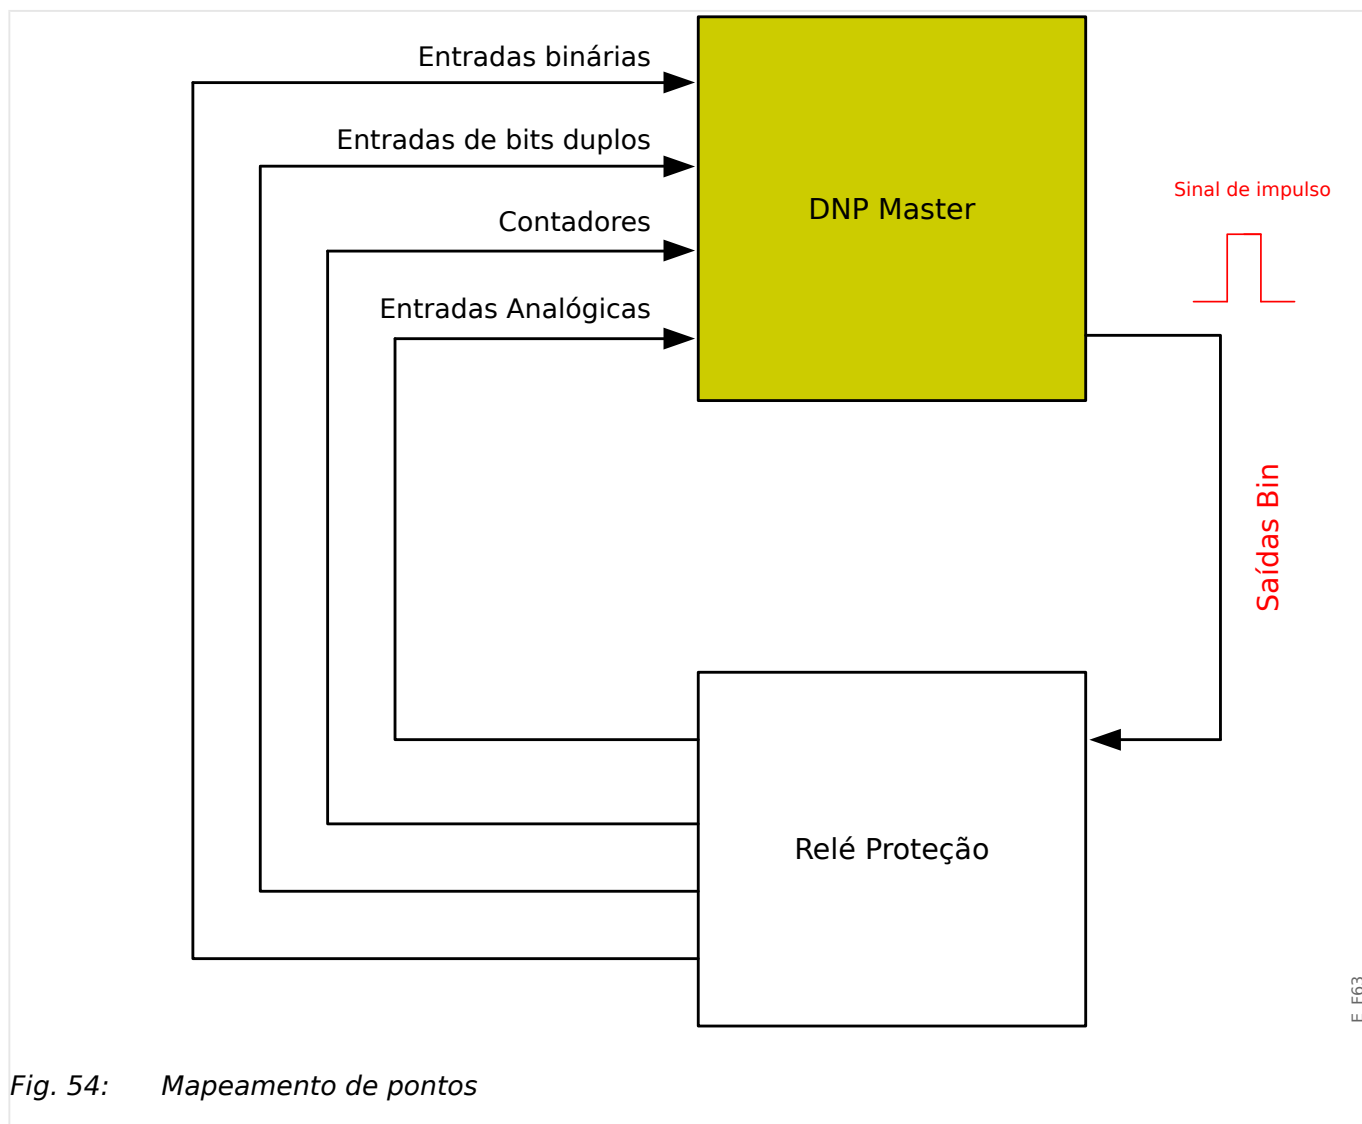 Entradas binárias
Entradas de bits duplos
Contadores
Entradas Analógicas
DNP Master
Sinal de impulso
Saídas Bin
Relé Proteção
Fig. 54: Mapeamento de pontos